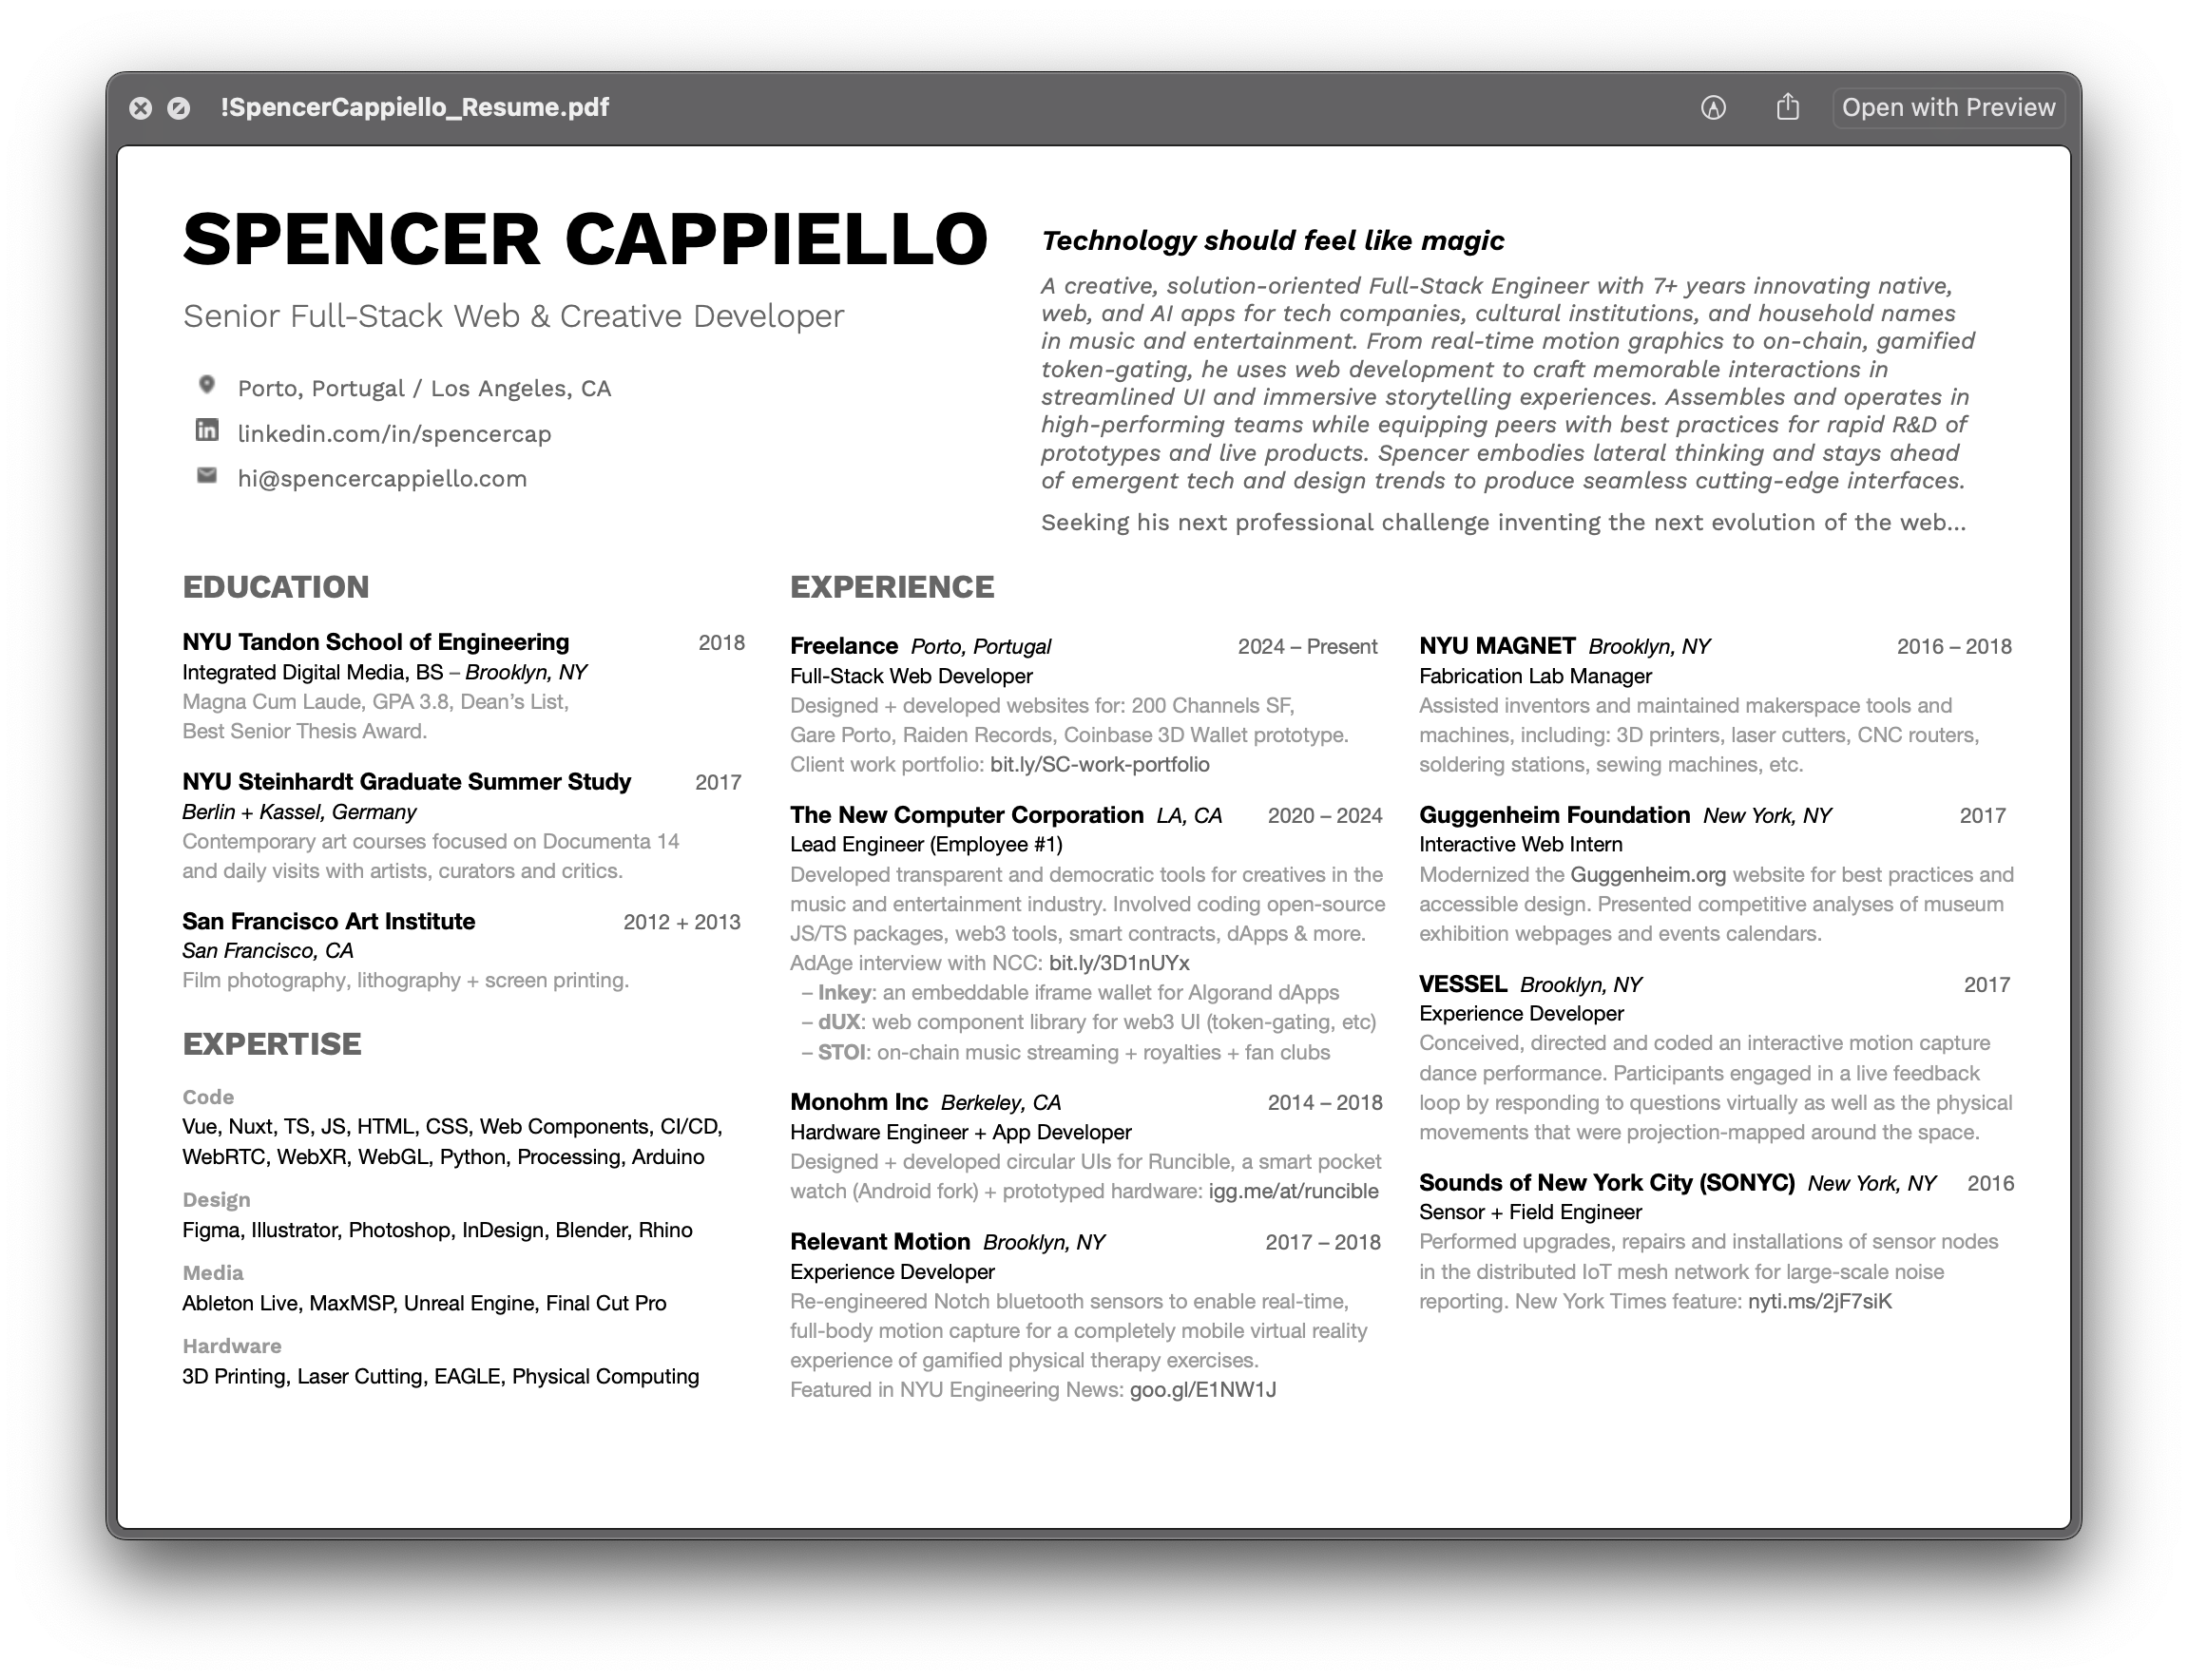 !SpencerCappiello_Resume.pdf
Open with Preview
SPENCER CAPPIELLO
Senior Full-Stack Web & Creative Developer
Porto, Portugal / Los Angeles, CA
linkedin.com/in/spencercap
hi@spencercappiello.com
Technology should feel like magic
A creative, solution-oriented Full-Stack Engineer with 7+ years innovating native,
web, and AI apps for tech companies, cultural institutions, and household names
in music and entertainment. From real-time motion graphics to on-chain, gamified
token-gating, he uses web development to craft memorable interactions in
streamlined UI and immersive storytelling experiences. Assembles and operates in
high-performing teams while equipping peers with best practices for rapid R&D of
prototypes and live products. Spencer embodies lateral thinking and stays ahead
of emergent tech and design trends to produce seamless cutting-edge interfaces.
Seeking his next professional challenge inventing the next evolution of the web...
EDUCATION
NYU Tandon School of Engineering 2018
Integrated Digital Media, BS – Brooklyn, NY
Magna Cum Laude, GPA 3.8, Dean's List,
Best Senior Thesis Award.
NYU Steinhardt Graduate Summer Study 2017
Berlin + Kassel, Germany
Contemporary art courses focused on Documenta 14
and daily visits with artists, curators and critics.
San Francisco Art Institute 2012 + 2013
San Francisco, CA
Film photography, lithography + screen printing.
EXPERTISE
Code
Vue, Nuxt, TS, JS, HTML, CSS, Web Components, CI/CD,
WebRTC, WebXR, WebGL, Python, Processing, Arduino
Design
Figma, Illustrator, Photoshop, InDesign, Blender, Rhino
Media
Ableton Live, MaxMSP, Unreal Engine, Final Cut Pro
Hardware
3D Printing, Laser Cutting, EAGLE, Physical Computing
EXPERIENCE
Freelance Porto, Portugal 2024 – Present
Full-Stack Web Developer
Designed + developed websites for: 200 Channels SF,
Gare Porto, Raiden Records, Coinbase 3D Wallet prototype.
Client work portfolio: bit.ly/SC-work-portfolio
The New Computer Corporation LA, CA 2020 – 2024
Lead Engineer (Employee #1)
Developed transparent and democratic tools for creatives in the
music and entertainment industry. Involved coding open-source
JS/TS packages, web3 tools, smart contracts, dApps & more.
AdAge interview with NCC: bit.ly/3D1nUYx
– Inkey: an embeddable iframe wallet for Algorand dApps
– dUX: web component library for web3 UI (token-gating, etc)
– STOI: on-chain music streaming + royalties + fan clubs
Monohm Inc Berkeley, CA 2014 – 2018
Hardware Engineer + App Developer
Designed + developed circular UIs for Runcible, a smart pocket
watch (Android fork) + prototyped hardware: igg.me/at/runcible
Relevant Motion Brooklyn, NY 2017 – 2018
Experience Developer
Re-engineered Notch bluetooth sensors to enable real-time,
full-body motion capture for a completely mobile virtual reality
experience of gamified physical therapy exercises.
Featured in NYU Engineering News: goo.gl/E1NW1J
NYU MAGNET Brooklyn, NY 2016 – 2018
Fabrication Lab Manager
Assisted inventors and maintained makerspace tools and
machines, including: 3D printers, laser cutters, CNC routers,
soldering stations, sewing machines, etc.
Guggenheim Foundation New York, NY 2017
Interactive Web Intern
Modernized the Guggenheim.org website for best practices and
accessible design. Presented competitive analyses of museum
exhibition webpages and events calendars.
VESSEL Brooklyn, NY 2017
Experience Developer
Conceived, directed and coded an interactive motion capture
dance performance. Participants engaged in a live feedback
loop by responding to questions virtually as well as the physical
movements that were projection-mapped around the space.
Sounds of New York City (SONYC) New York, NY 2016
Sensor + Field Engineer
Performed upgrades, repairs and installations of sensor nodes
in the distributed IoT mesh network for large-scale noise
reporting. New York Times feature: nyti.ms/2jF7siK